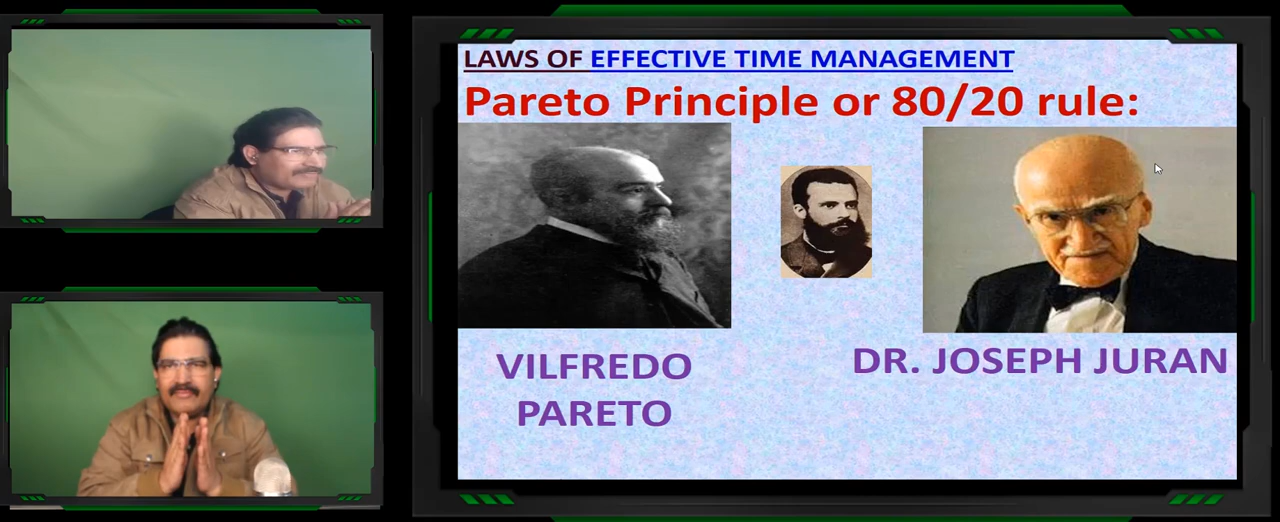 LAWS OF EFFECTIVE TIME MANAGEMENT
Pareto Principle or 80/20 rule:
VILFREDO
PARETO
DR. JOSEPH JURAN